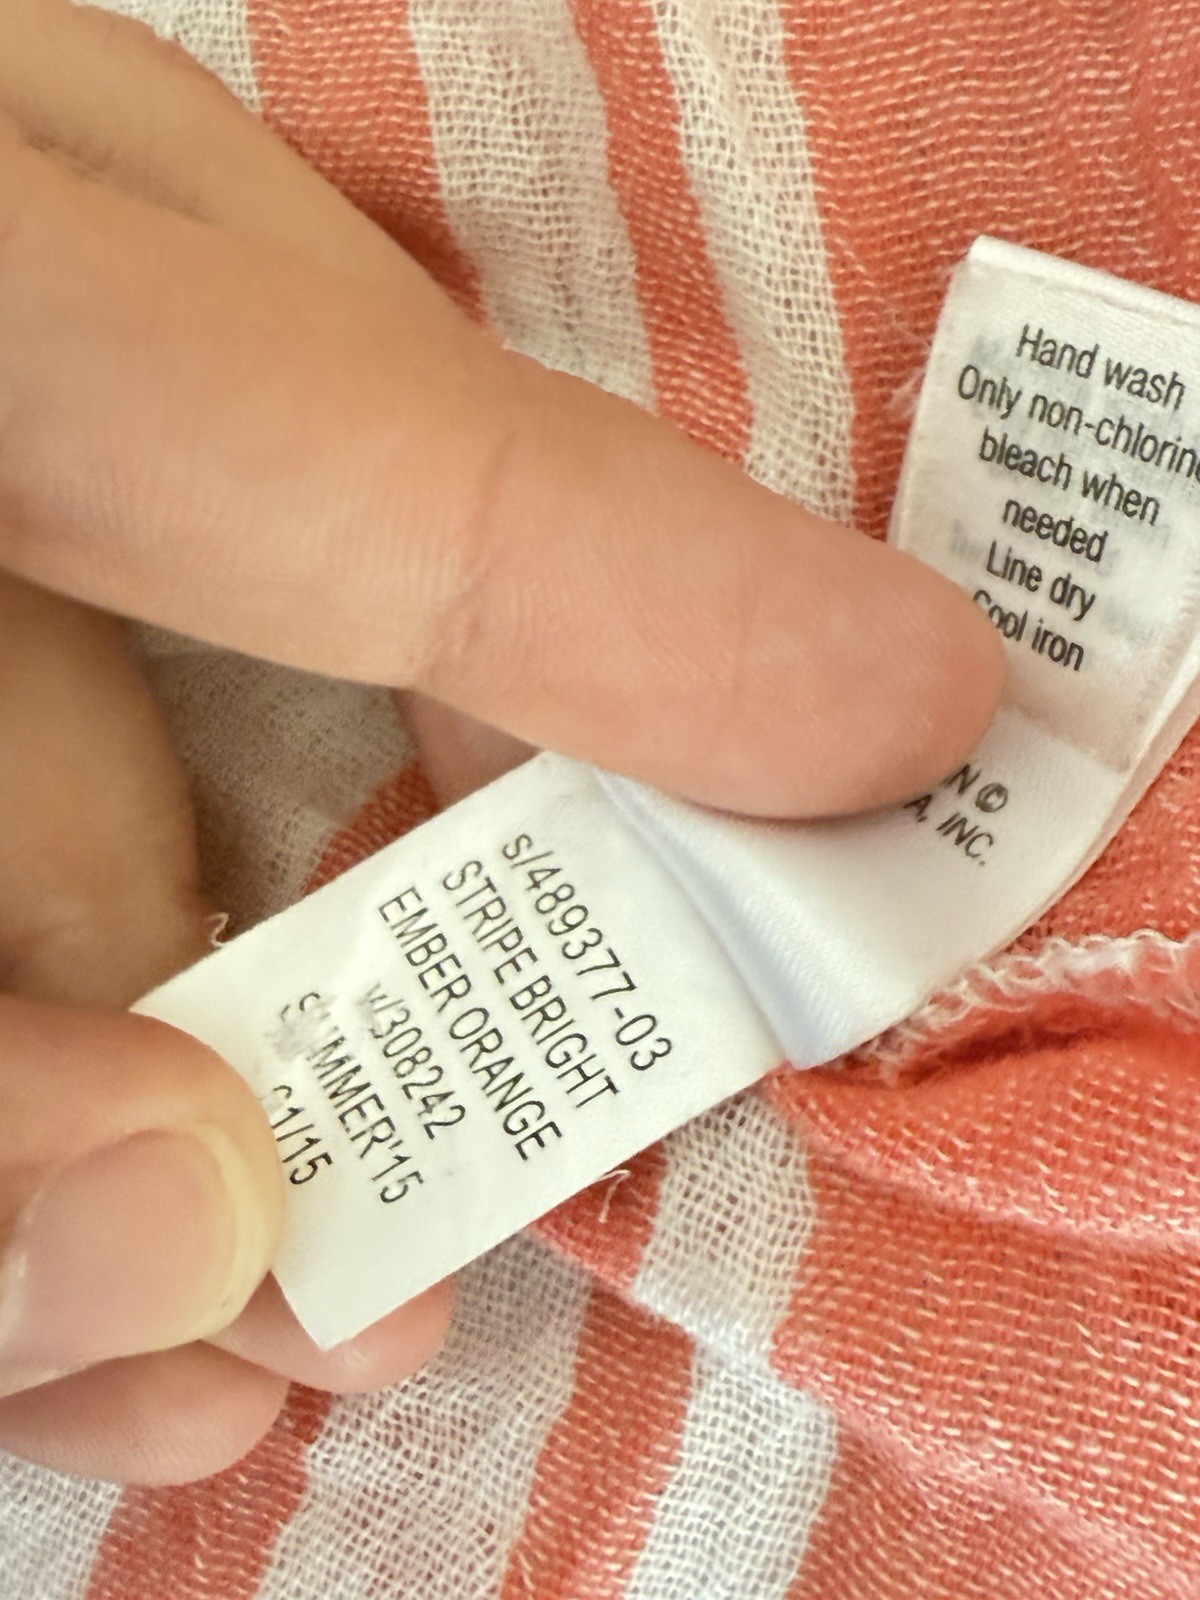 Hand wash
Only non-chlorine
bleach when
needed
Line dry
Cool iron
©
INC.
s/489377-03
STRIPE BRIGHT
EMBER ORANGE
v/308242
SUMMER'15
01/15